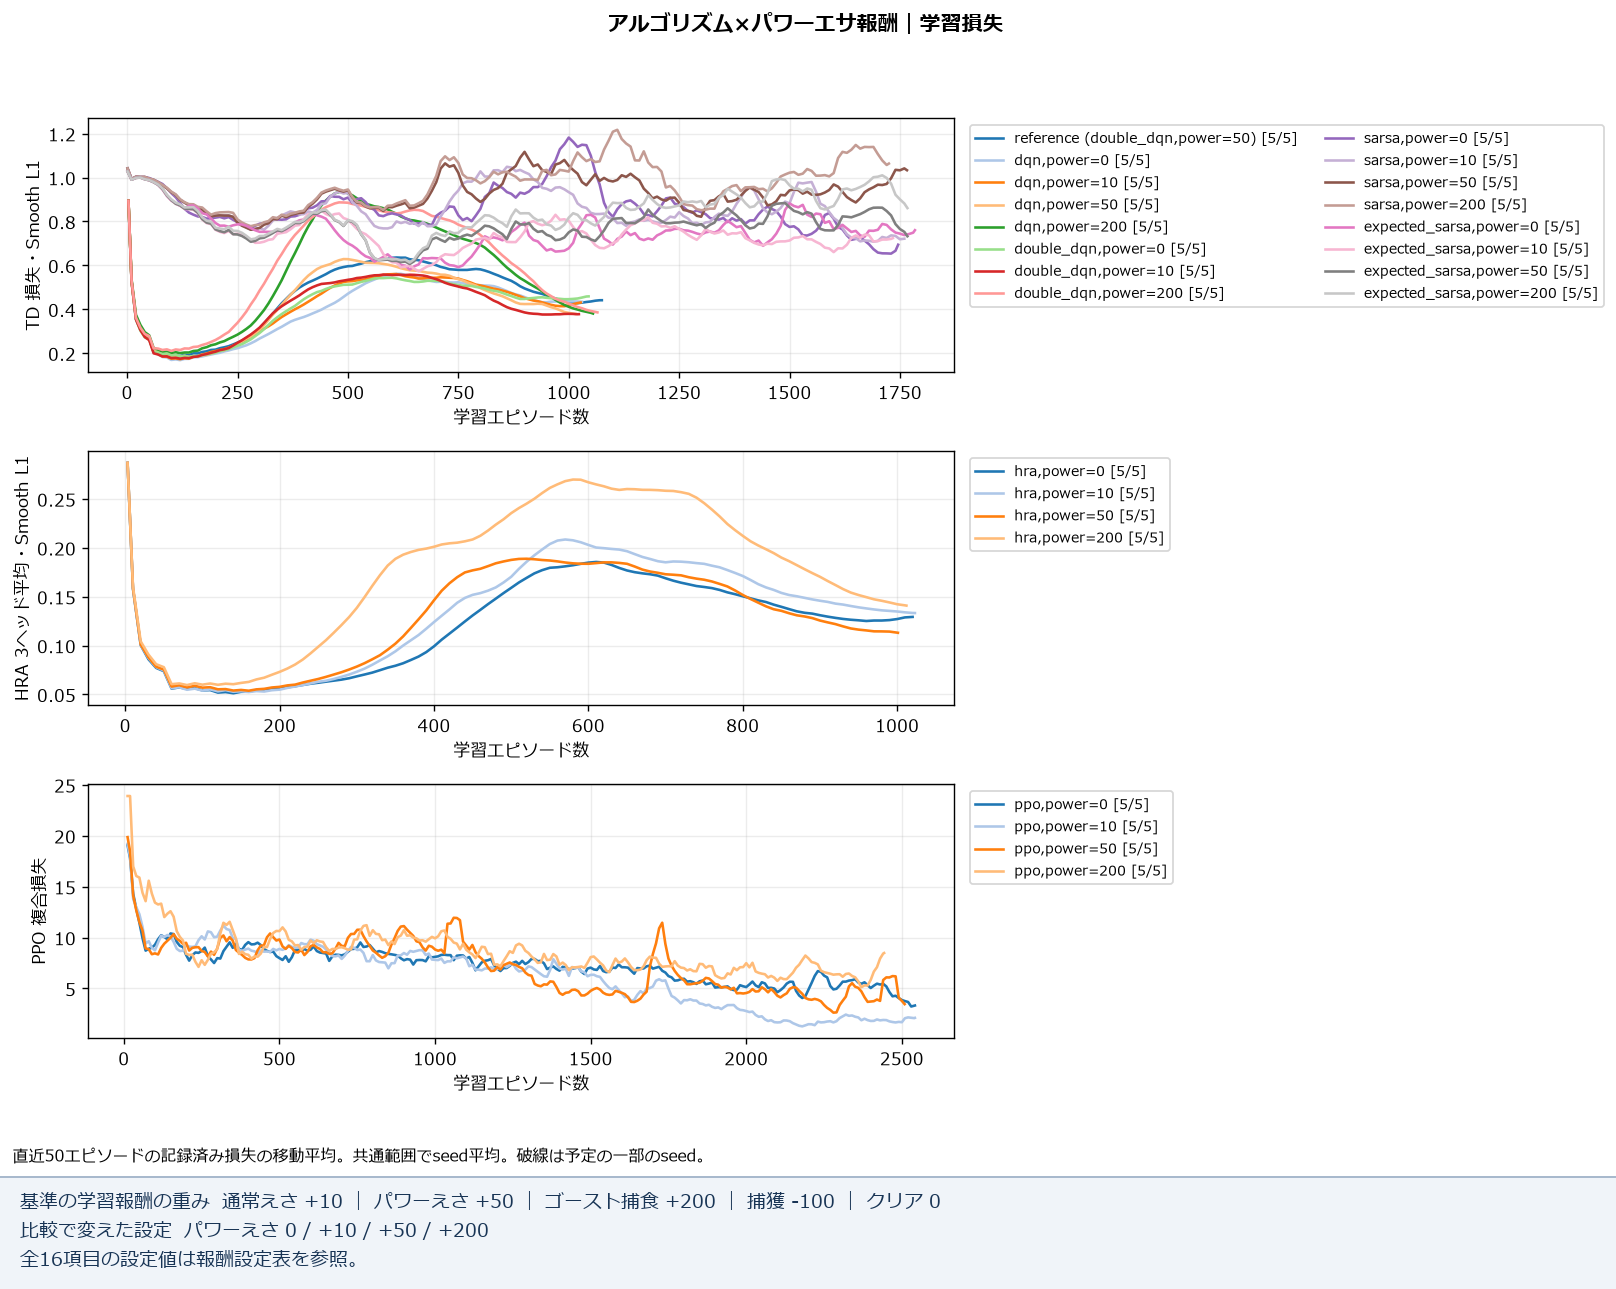 アルゴリズム×パワーエサ報酬｜学習損失
TD 損失・Smooth L1
1.2
1.0
0.8
0.6
0.4
0.2
0 250 500 750 1000 1250 1500 1750
学習エピソード数
reference (double_dqn,power=50) [5/5]
dqn,power=0 [5/5]
dqn,power=10 [5/5]
dqn,power=50 [5/5]
dqn,power=200 [5/5]
double_dqn,power=0 [5/5]
double_dqn,power=10 [5/5]
double_dqn,power=200 [5/5]
sarsa,power=0 [5/5]
sarsa,power=10 [5/5]
sarsa,power=50 [5/5]
sarsa,power=200 [5/5]
expected_sarsa,power=0 [5/5]
expected_sarsa,power=10 [5/5]
expected_sarsa,power=50 [5/5]
expected_sarsa,power=200 [5/5]
HRA 3ヘッド平均・Smooth L1
0.25
0.20
0.15
0.10
0.05
0 200 400 600 800 1000
学習エピソード数
hra,power=0 [5/5]
hra,power=10 [5/5]
hra,power=50 [5/5]
hra,power=200 [5/5]
PPO 複合損失
25
20
15
10
5
0 500 1000 1500 2000 2500
学習エピソード数
ppo,power=0 [5/5]
ppo,power=10 [5/5]
ppo,power=50 [5/5]
ppo,power=200 [5/5]
直近50エピソードの記録済み損失の移動平均。共通範囲でseed平均。破線は予定の一部のseed。
基準の学習報酬の重み 通常えさ +10 ｜ パワーえさ +50 ｜ ゴースト捕食 +200 ｜ 捕獲 -100 ｜ クリア 0
比較で変えた設定 パワーえさ 0 / +10 / +50 / +200
全16項目の設定値は報酬設定表を参照。